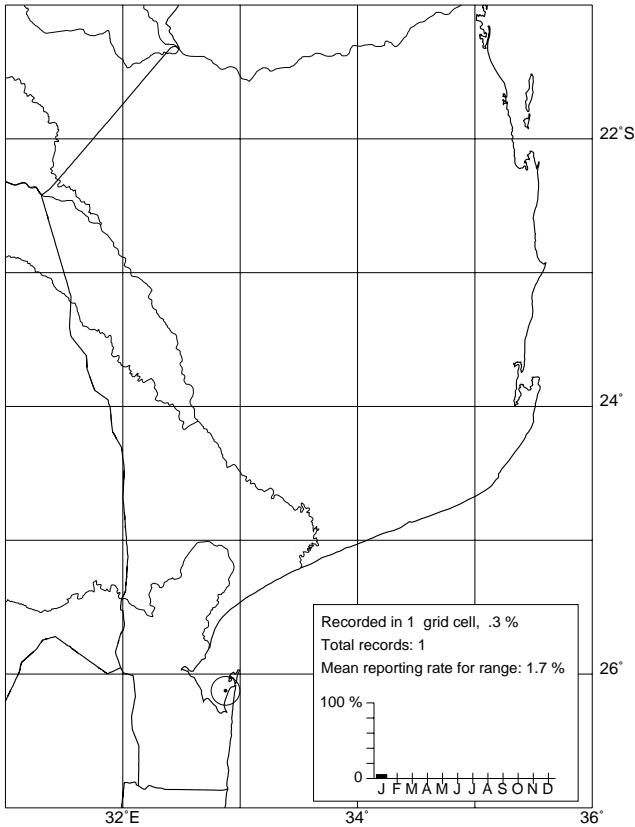 22˚S
24˚
Recorded in 1 grid cell, .3 %
Total records: 1
Mean reporting rate for range: 1.7 %
100 %
0
J F M A M J J A S O N D
26˚
32˚E
34˚
36˚